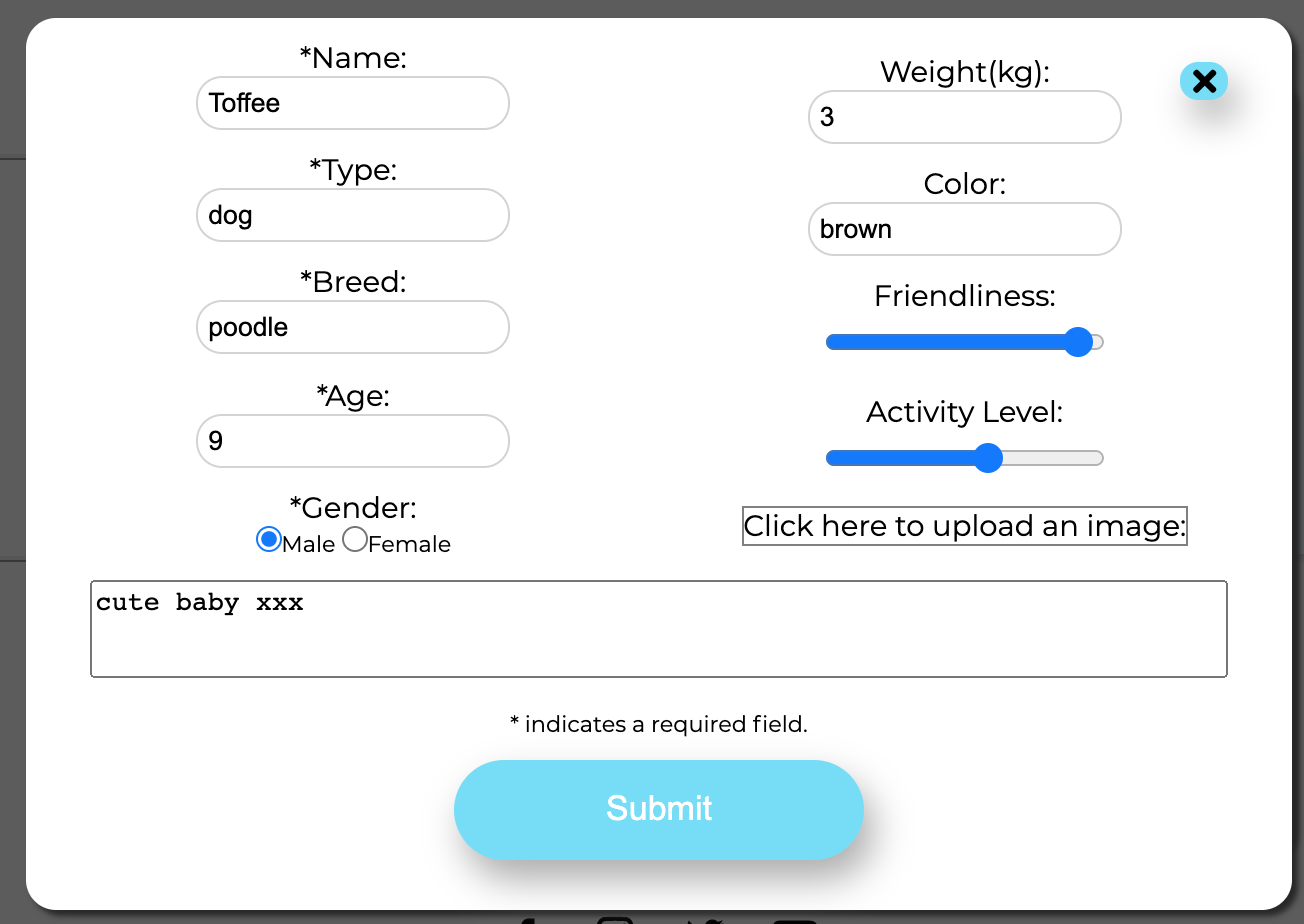 *Name:
Toffee
*Type:
dog
*Breed:
poodle
*Age:
9
*Gender:
Male Female
Weight(kg):
3
Color:
brown
Friendliness:
Activity Level:
Click here to upload an image:
cute baby xxx
* indicates a required field.
Submit